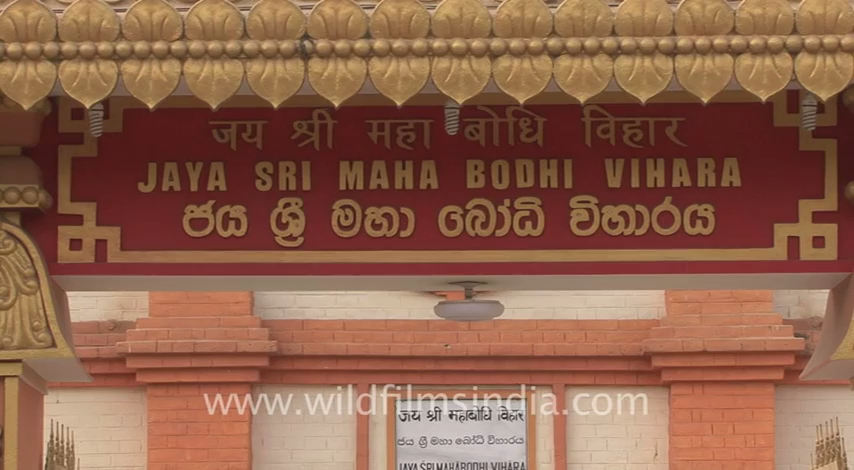 जय श्री महा बोधि विहार
JAYA SRI MAHA BODHI VIHARA
ජය ශ්‍රී මහා බෝධි විහාරය
www.wildfilmsindia.com
जय श्री महाबोधि विहार
ජය ශ්‍රී මහා බෝධි විහාරය
JAYA SRI MAHABODHI VIHARA